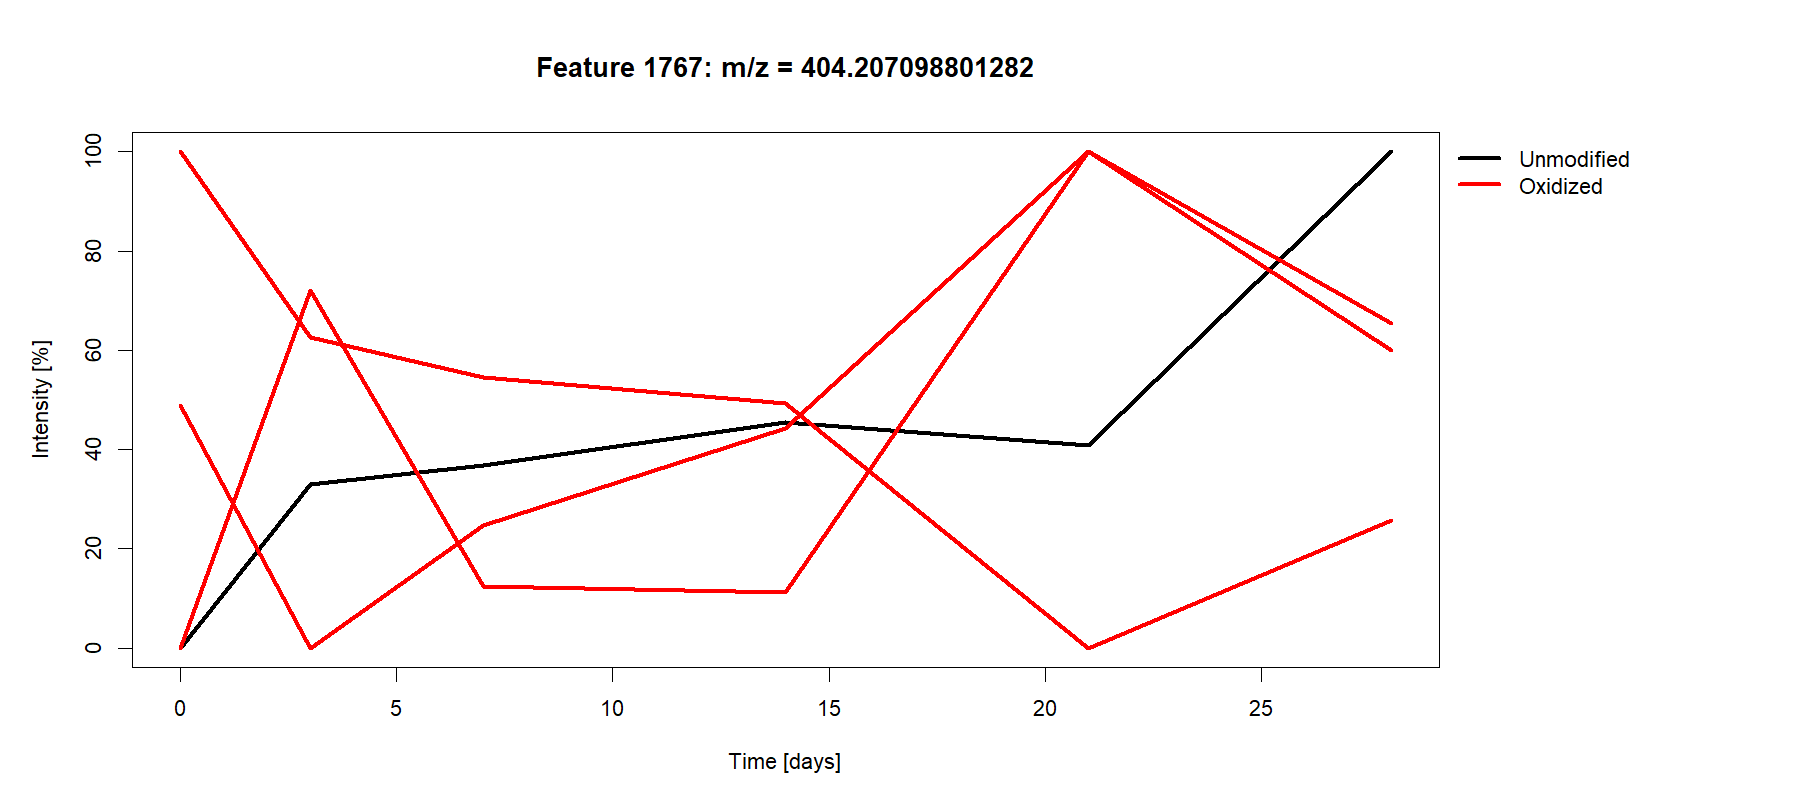 Feature 1767: m/z = 404.207098801282
100
80
60
40
20
0
Intensity [%]
0 5 10 15 20 25
Time [days]
Unmodified
Oxidized